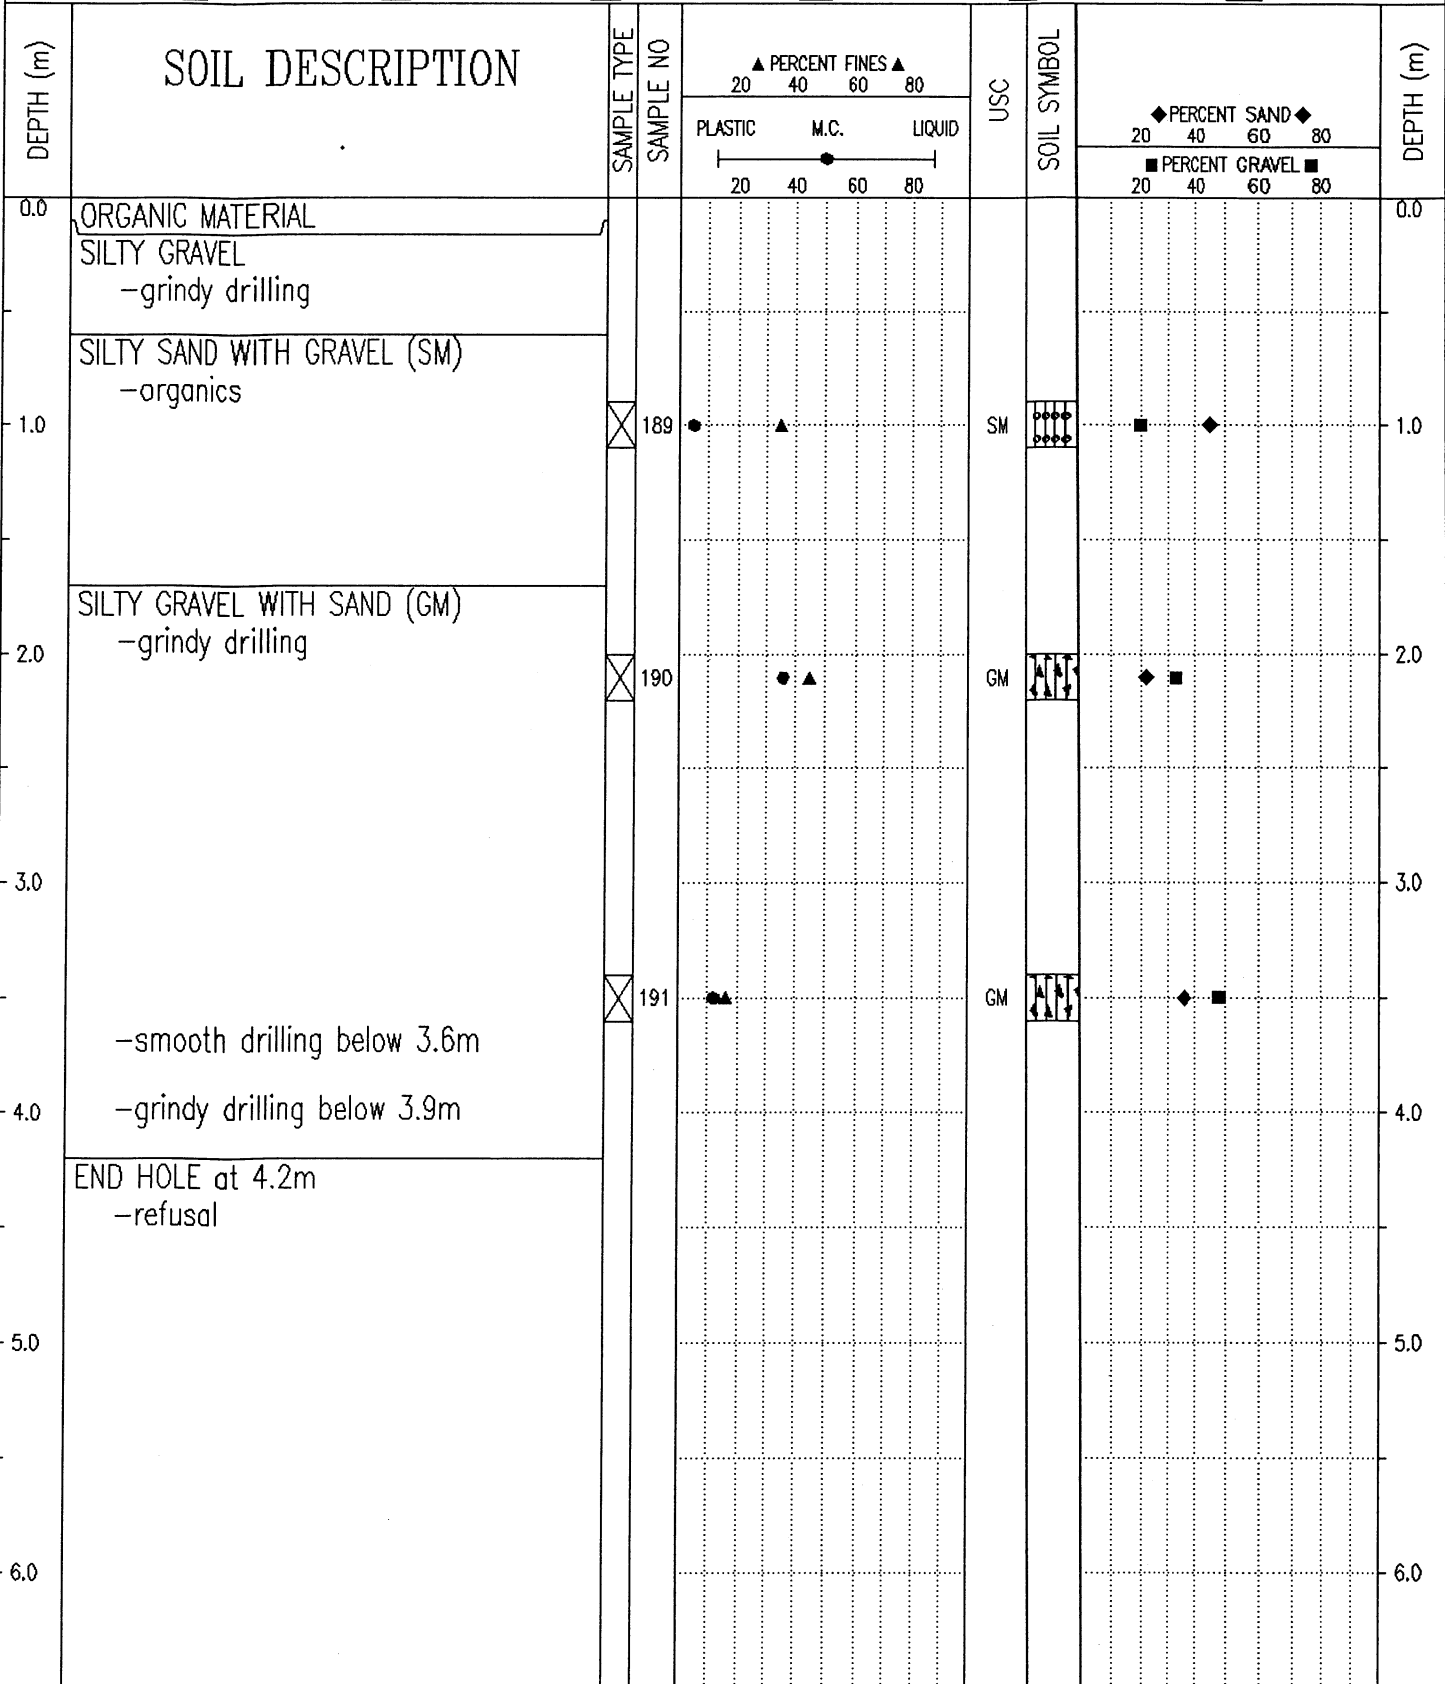 DEPTH (m)
SOIL DESCRIPTION
SAMPLE TYPE
SAMPLE NO
▲ PERCENT FINES ▲
20 40 60 80
PLASTIC M.C. LIQUID
20 40 60 80
USC
SOIL SYMBOL
◆PERCENT SAND◆
20 40 60 80
■PERCENT GRAVEL■
20 40 60 80
DEPTH (m)
0.0 0.0
ORGANIC MATERIAL
SILTY GRAVEL
-grindy drilling
SILTY SAND WITH GRAVEL (SM)
-organics
1.0 189 SM 1.0
SILTY GRAVEL WITH SAND (GM)
-grindy drilling
2.0 2.0
190 GM
3.0 3.0
191 GM
-smooth drilling below 3.6m
-grindy drilling below 3.9m
4.0 4.0
END HOLE at 4.2m
-refusal
5.0 5.0
6.0 6.0